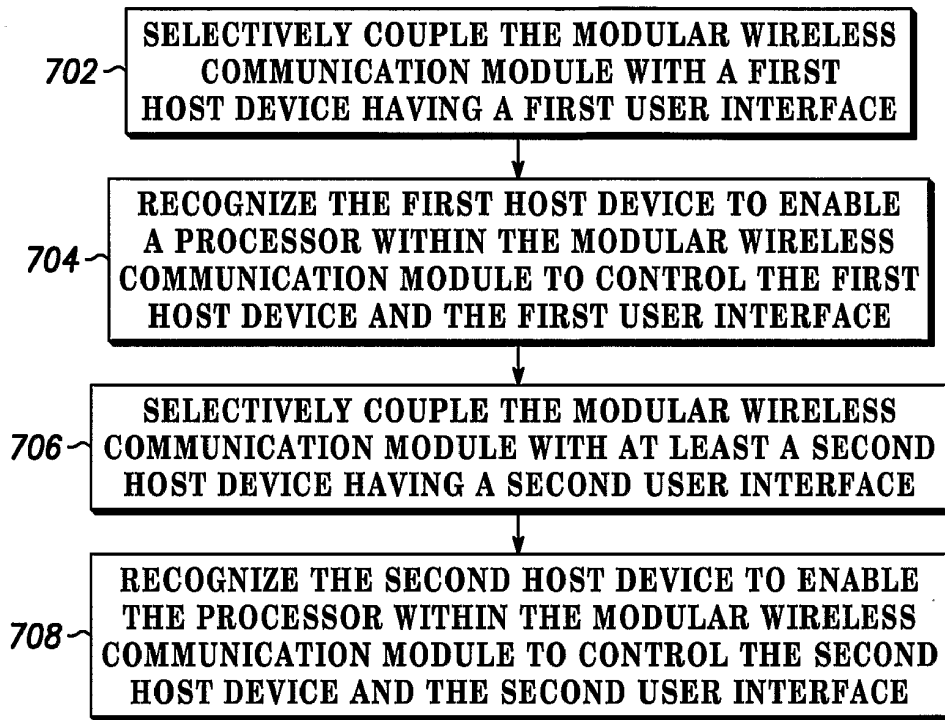 702
SELECTIVELY COUPLE THE MODULAR WIRELESS
COMMUNICATION MODULE WITH A FIRST
HOST DEVICE HAVING A FIRST USER INTERFACE
704
RECOGNIZE THE FIRST HOST DEVICE TO ENABLE
A PROCESSOR WITHIN THE MODULAR WIRELESS
COMMUNICATION MODULE TO CONTROL THE FIRST
HOST DEVICE AND THE FIRST USER INTERFACE
706
SELECTIVELY COUPLE THE MODULAR WIRELESS
COMMUNICATION MODULE WITH AT LEAST A SECOND
HOST DEVICE HAVING A SECOND USER INTERFACE
708
RECOGNIZE THE SECOND HOST DEVICE TO ENABLE
THE PROCESSOR WITHIN THE MODULAR WIRELESS
COMMUNICATION MODULE TO CONTROL THE SECOND
HOST DEVICE AND THE SECOND USER INTERFACE